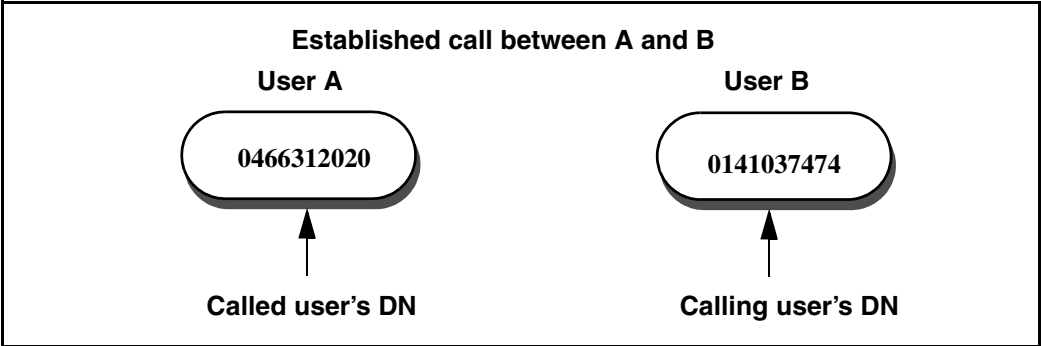 Established call between A and B
User A
User B
0466312020
0141037474
Called user’s DN
Calling user’s DN